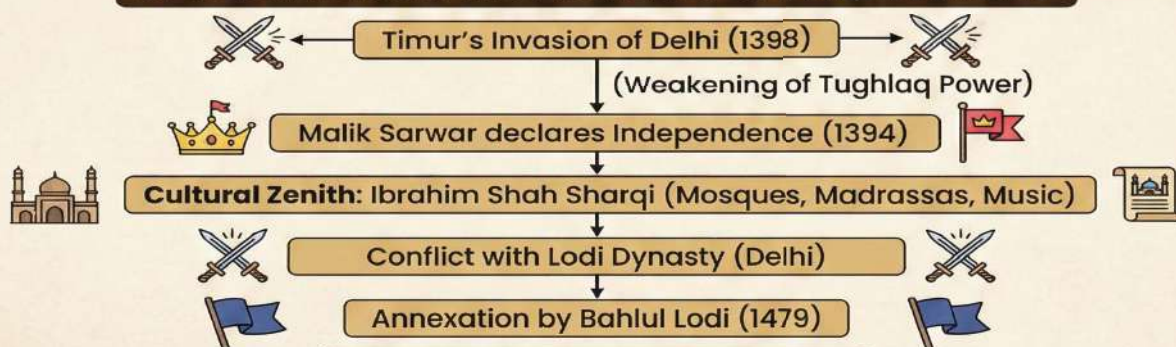 Timur's Invasion of Delhi (1398)
(Weakening of Tughlaq Power)
Malik Sarwar declares Independence (1394)
Cultural Zenith: Ibrahim Shah Sharqi (Mosques, Madrassas, Music)
Conflict with Lodi Dynasty (Delhi)
Annexation by Bahlul Lodi (1479)